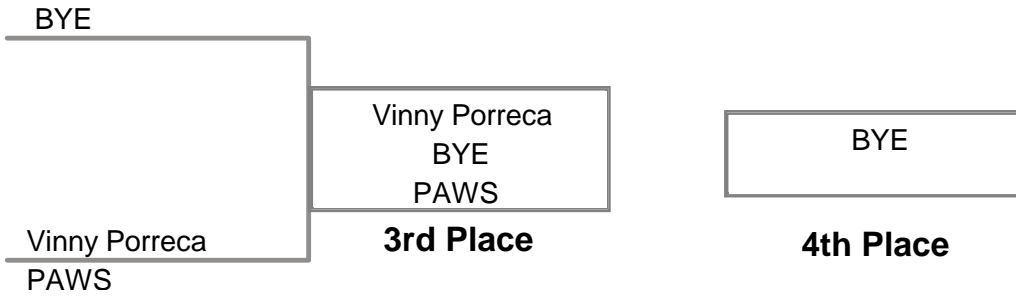 BYE
Vinny Porreca
BYE
PAWS
3rd Place
BYE
4th Place
Vinny Porreca
PAWS